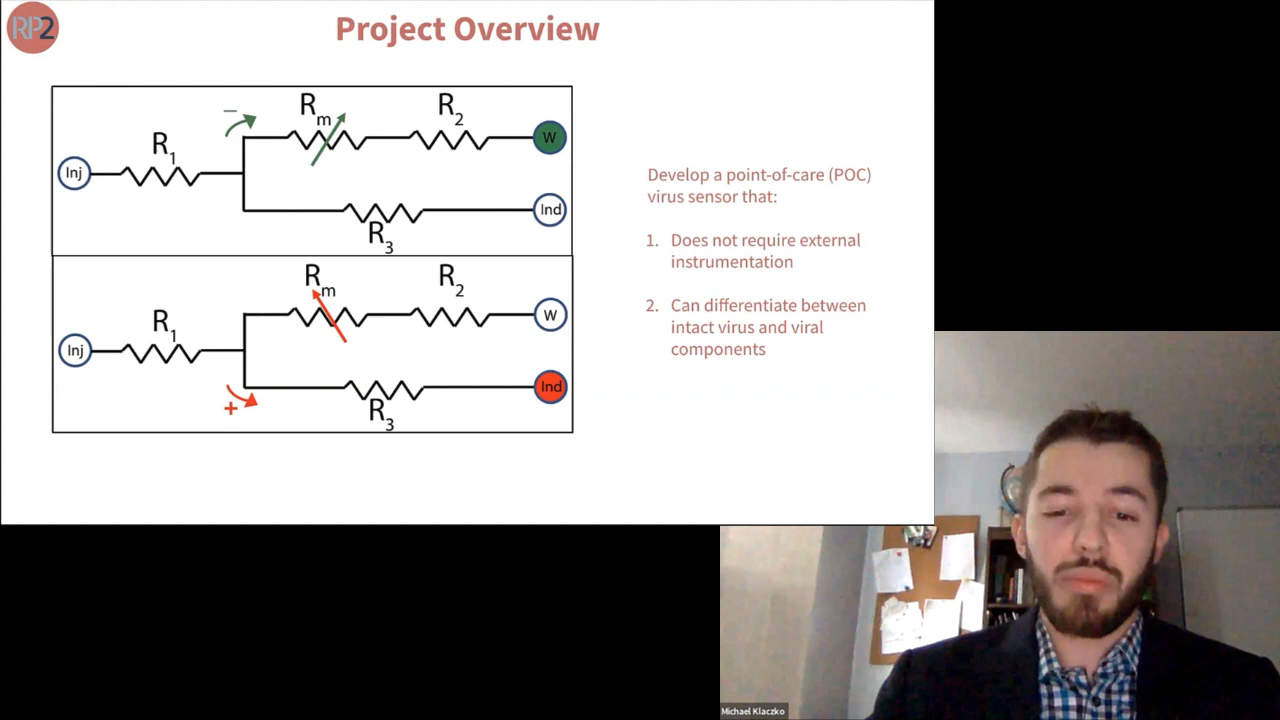 RP2
Project Overview
R1
Rm
R2
R3
Inj
W
Ind
−
R1
Rm
R2
R3
Inj
W
Ind
+
Develop a point-of-care (POC)
virus sensor that:
1. Does not require external
instrumentation
2. Can differentiate between
intact virus and viral
components
Michael Klaczko